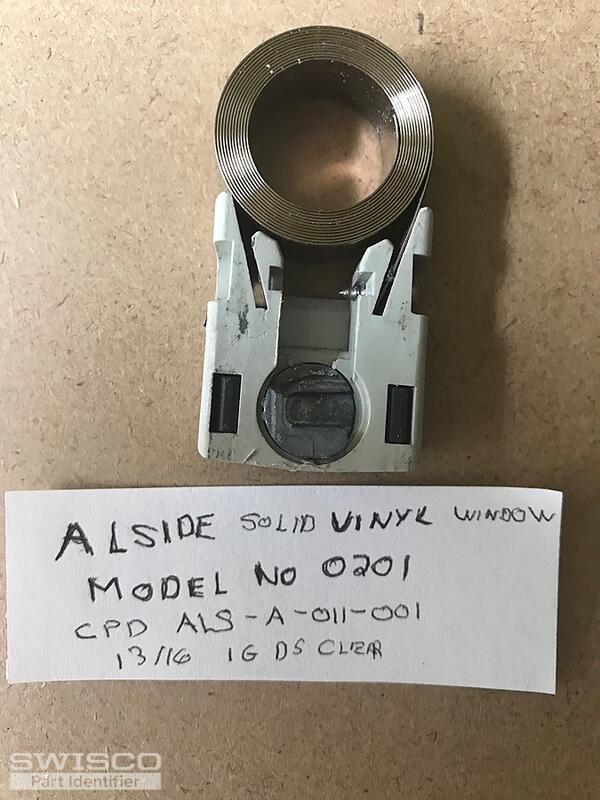 ALSIDE SOLID VINYL WINDOW
MODEL NO 0201
CPD ALS-A-011-001
13/16 IG DS CLEAR
SWISCO
Part Identifier